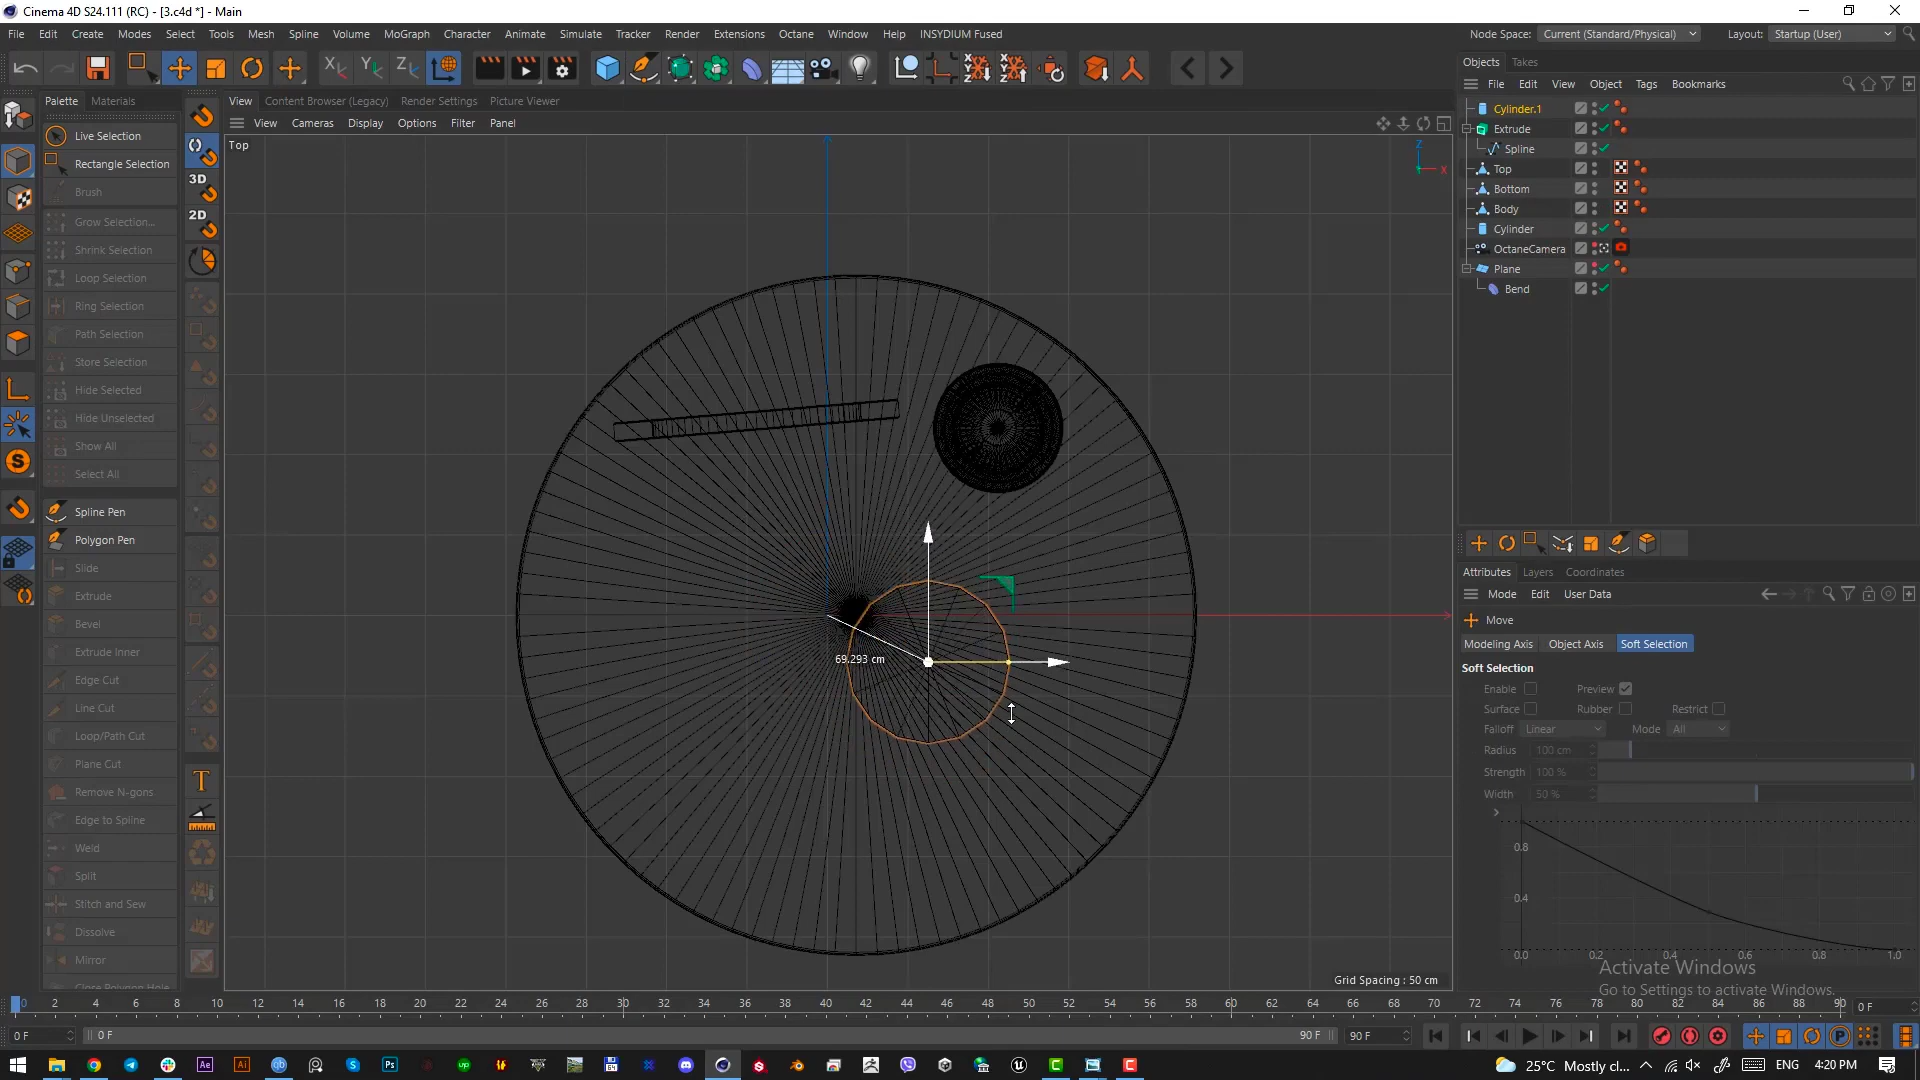 Cinema 4D S24.111 (RC) - [3.c4d *] - Main
File Edit Create Modes Select Tools Mesh Spline Volume MoGraph Character Animate Simulate Tracker Render Extensions Octane Window Help INSYDIUM Fused
Node Space: Current (Standard/Physical) Layout: Startup (User)
X Y Z
Objects Takes
File Edit View Object Tags Bookmarks
Palette Materials
View Content Browser (Legacy) Render Settings Picture Viewer
View Cameras Display Options Filter Panel
Top
Z
X
Live Selection
Rectangle Selection
Brush
Grow Selection...
Shrink Selection
Loop Selection
Ring Selection
Path Selection
Store Selection
Hide Selected
Hide Unselected
Show All
Select All
Spline Pen
Polygon Pen
Slide
Extrude
Bevel
Extrude Inner
Edge Cut
Line Cut
Loop/Path Cut
Plane Cut
Remove N-gons
Edge to Spline
Weld
Split
Stitch and Sew
Dissolve
Mirror
Close Polygon Hole
3D
2D
S
T
69.293 cm
Grid Spacing : 50 cm
Cylinder.1
Extrude
Spline
Top
Bottom
Body
Cylinder
OctaneCamera
Plane
Bend
Attributes Layers Coordinates
Mode Edit User Data
Move
Modeling Axis Object Axis Soft Selection
Soft Selection
Enable Preview
Surface Rubber Restrict
Falloff Linear Mode All
Radius 100 cm
Strength 100 %
Width 50 %
0.8
0.4
0.0 0.2 0.4 0.6 0.8 1.0
Activate Windows
Go to Settings to activate Windows.
0 2 4 6 8 10 12 14 16 18 20 22 24 26 28 30 32 34 36 38 40 42 44 46 48 50 52 54 56 58 60 62 64 66 68 70 72 74 76 78 80 82 84 86 88 90 0 F
0 F 0 F 90 F 90 F
P
Ae Ai qb S Ps up 64
25°C Mostly cl... ENG 4:20 PM